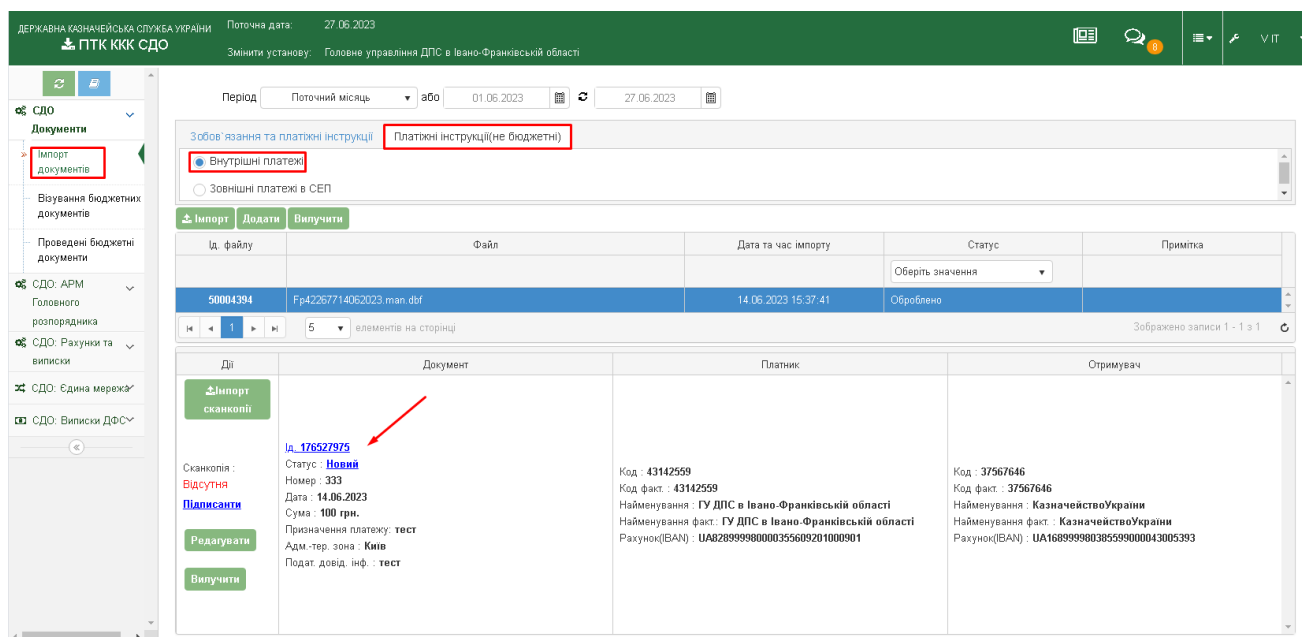 ДЕРЖАВНА КАЗНАЧЕЙСЬКА СЛУЖБА УКРАЇНИ
ПТК ККК СДО
Поточна дата: 27.06.2023
Змінити установу: Головне управління ДПС в Івано-Франківській області
8
V IT
СДО
Документи
Імпорт
документів
Візування бюджетних
документів
Проведені бюджетні
документи
СДО: АРМ
Головного
розпорядника
СДО: Рахунки та
виписки
СДО: Єдина мережа
СДО: Виписки ДФС
Період Поточний місяць або 01.06.2023 27.06.2023
Зобов`язання та платіжні інструкції Платіжні інструкції(не бюджетні)
Внутрішні платежі
Зовнішні платежі в СЕП
Імпорт Додати Вилучити
Ід. файлу Файл Дата та час імпорту Статус Примітка
Оберіть значення
50004394 Fp42267714062023.man.dbf 14.06.2023 15:37:41 Оброблено
1 5 елементів на сторінці Зображено записи 1 - 1 з 1
Дії Документ Платник Отримувач
Імпорт
сканкопії
Сканкопія :
Відсутня
Підписанти
Редагувати
Вилучити
Ід. 176527975
Статус : Новий
Номер : 333
Дата : 14.06.2023
Сума : 100 грн.
Призначення платежу: тест
Адм.-тер. зона : Київ
Подат. довід. інф. : тест
Код : 43142559
Код факт. : 43142559
Найменування : ГУ ДПС в Івано-Франківській області
Найменування факт.: ГУ ДПС в Івано-Франківській області
Рахунок(IBAN) : UA828999980000355609201000901
Код : 37567646
Код факт. : 37567646
Найменування : КазначействоУкраїни
Найменування факт. : КазначействоУкраїни
Рахунок(IBAN) : UA168999980385599000043005393